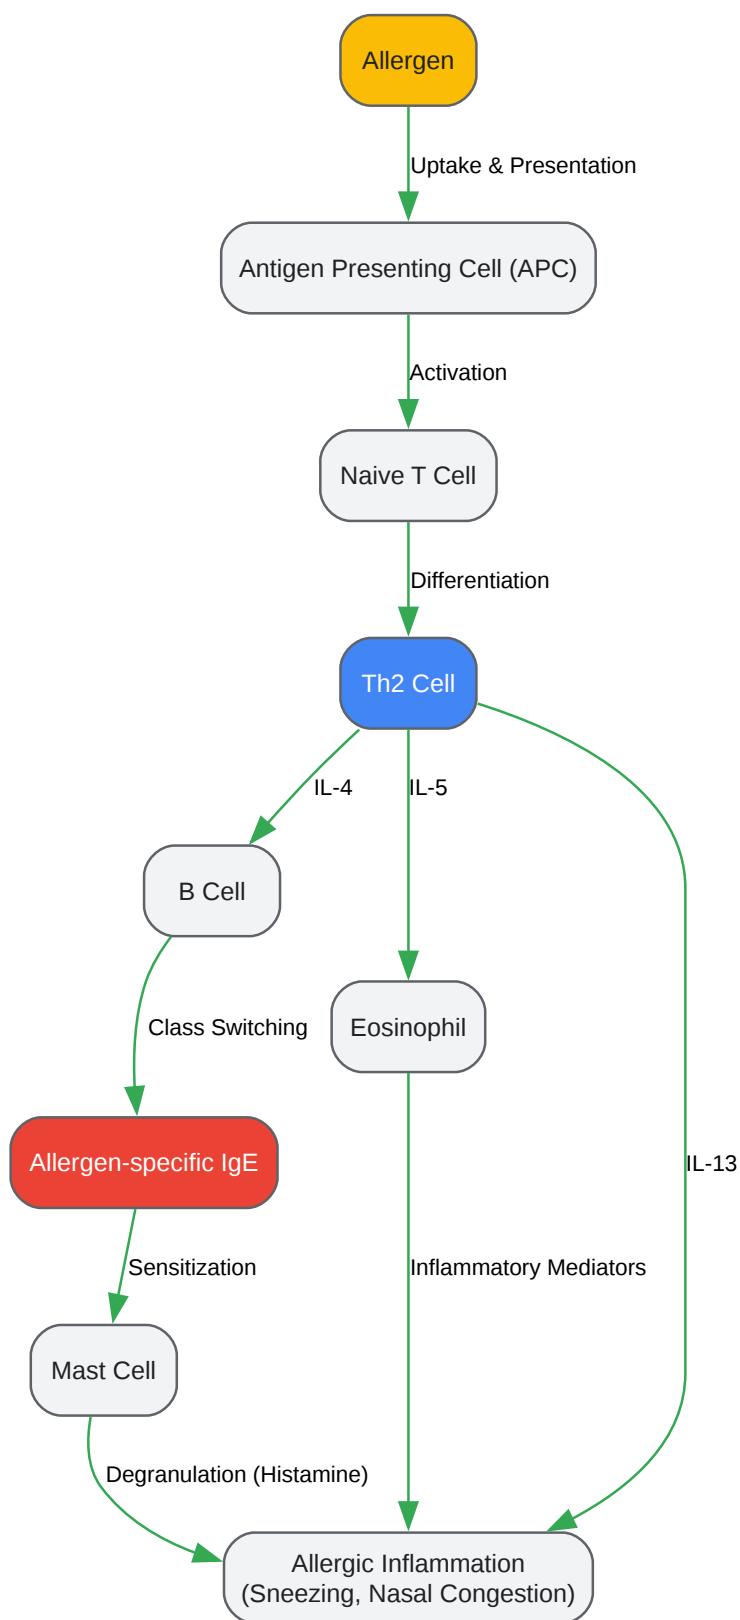 Allergen
Uptake & Presentation
Antigen Presenting Cell (APC)
Activation
Naive T Cell
Differentiation
Th2 Cell
IL-4
IL-5
B Cell
Eosinophil
Class Switching
Allergen-specific IgE
IL-13
Sensitization
Inflammatory Mediators
Mast Cell
Degranulation (Histamine)
Allergic Inflammation
(Sneezing, Nasal Congestion)